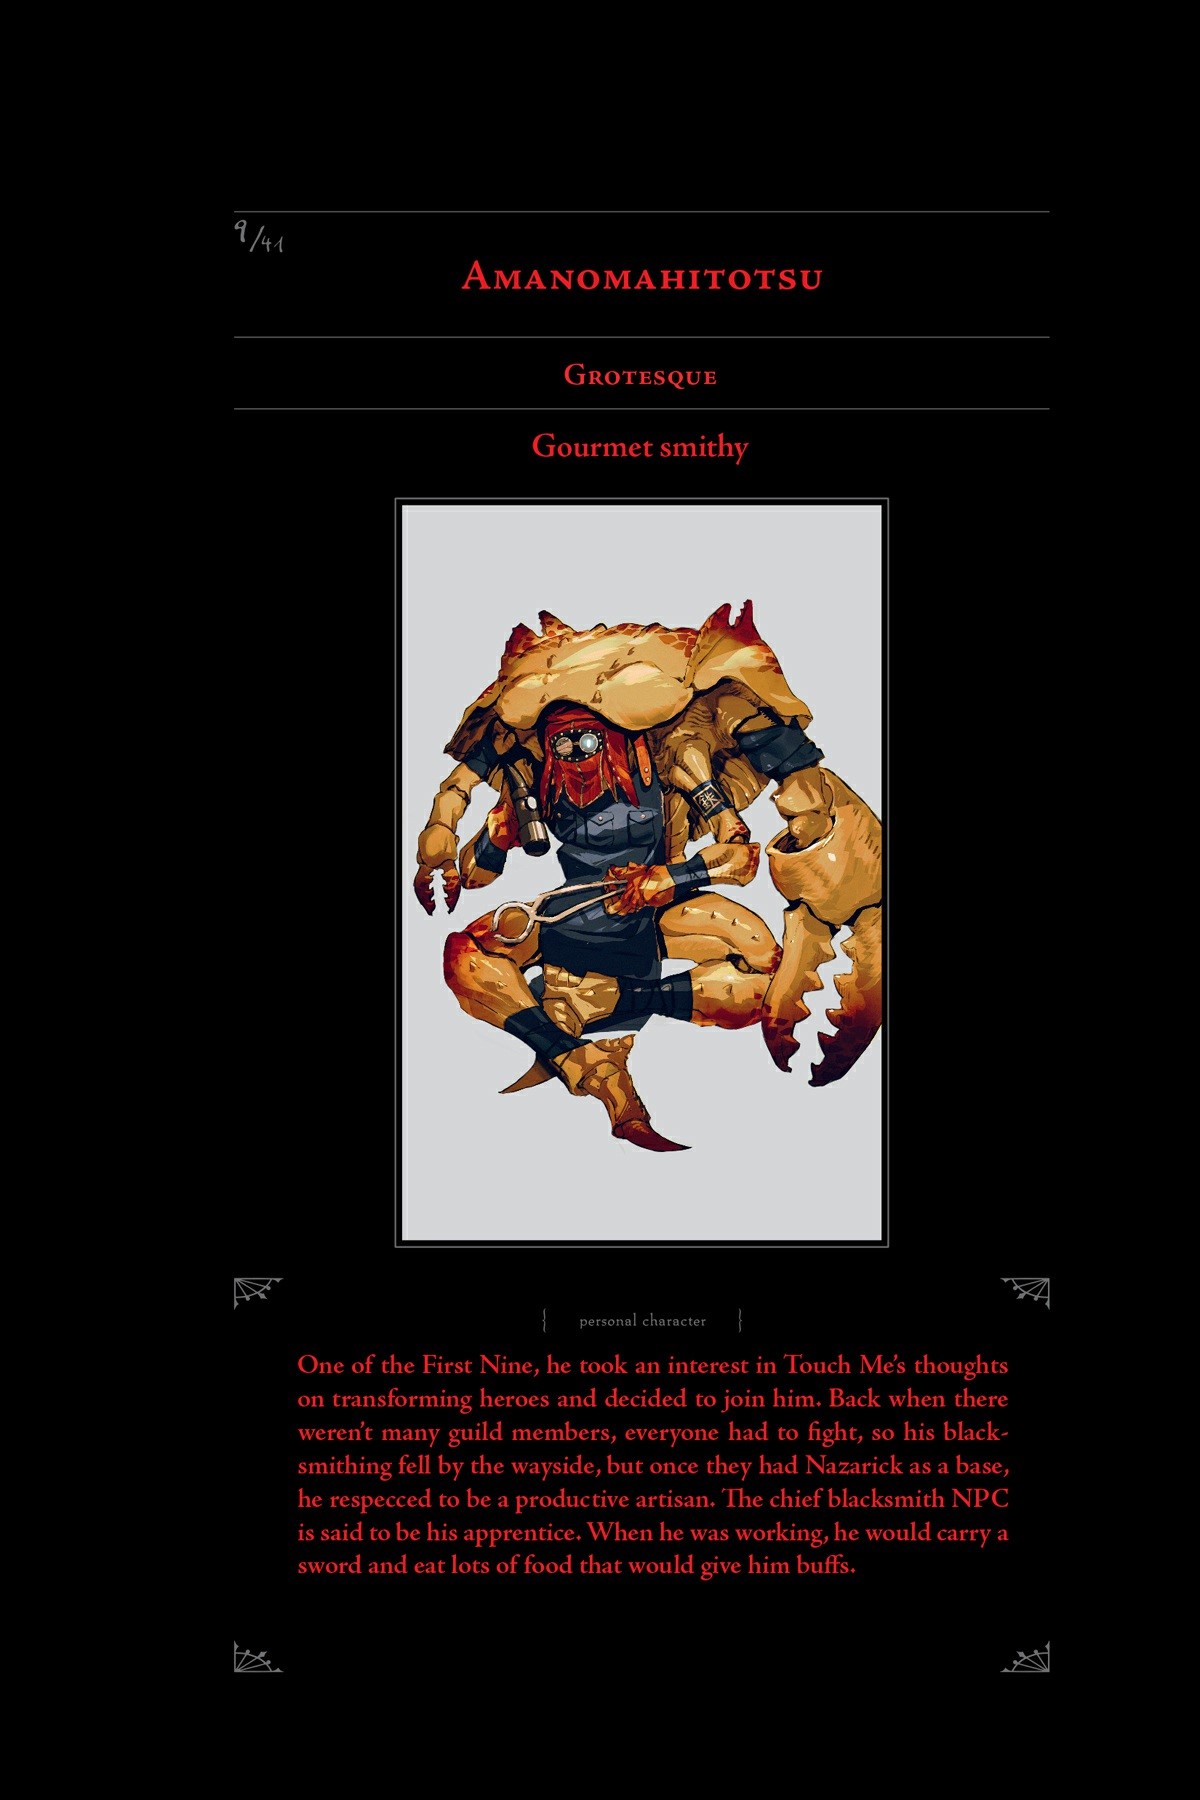 9/41
Amanomahitotsu
Grotesque
Gourmet smithy
personal character
One of the First Nine, he took an interest in Touch Me's thoughts
on transforming heroes and decided to join him. Back when there
weren't many guild members, everyone had to fight, so his black-
smithing fell by the wayside, but once they had Nazarick as a base,
he respecced to be a productive artisan. The chief blacksmith NPC
is said to be his apprentice. When he was working, he would carry a
sword and eat lots of food that would give him buffs.